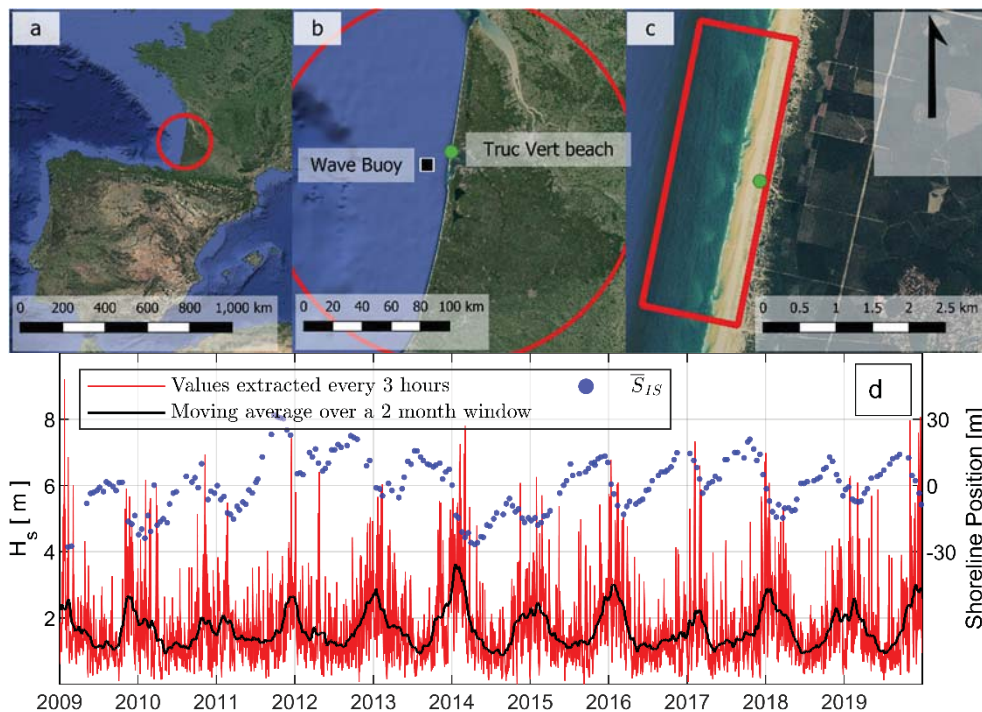 a
b
c
Wave Buoy
Truc Vert beach
0 200 400 600 800 1,000 km
0 20 40 60 80 100 km
0 0.5 1 1.5 2 2.5 km
d
Values extracted every 3 hours
S̅_IS
Moving average over a 2 month window
8
6
4
2
H_s [ m ]
30
0
-30
Shoreline Position [m]
2009 2010 2011 2012 2013 2014 2015 2016 2017 2018 2019